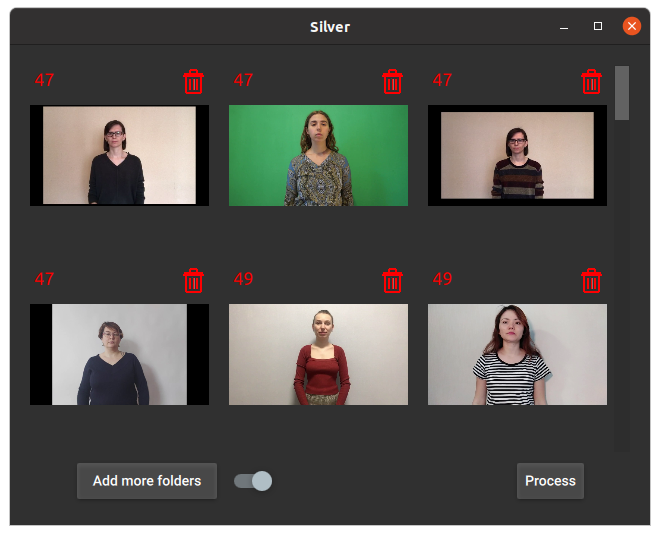 Silver
47 47 47
47 49 49
Add more folders Process